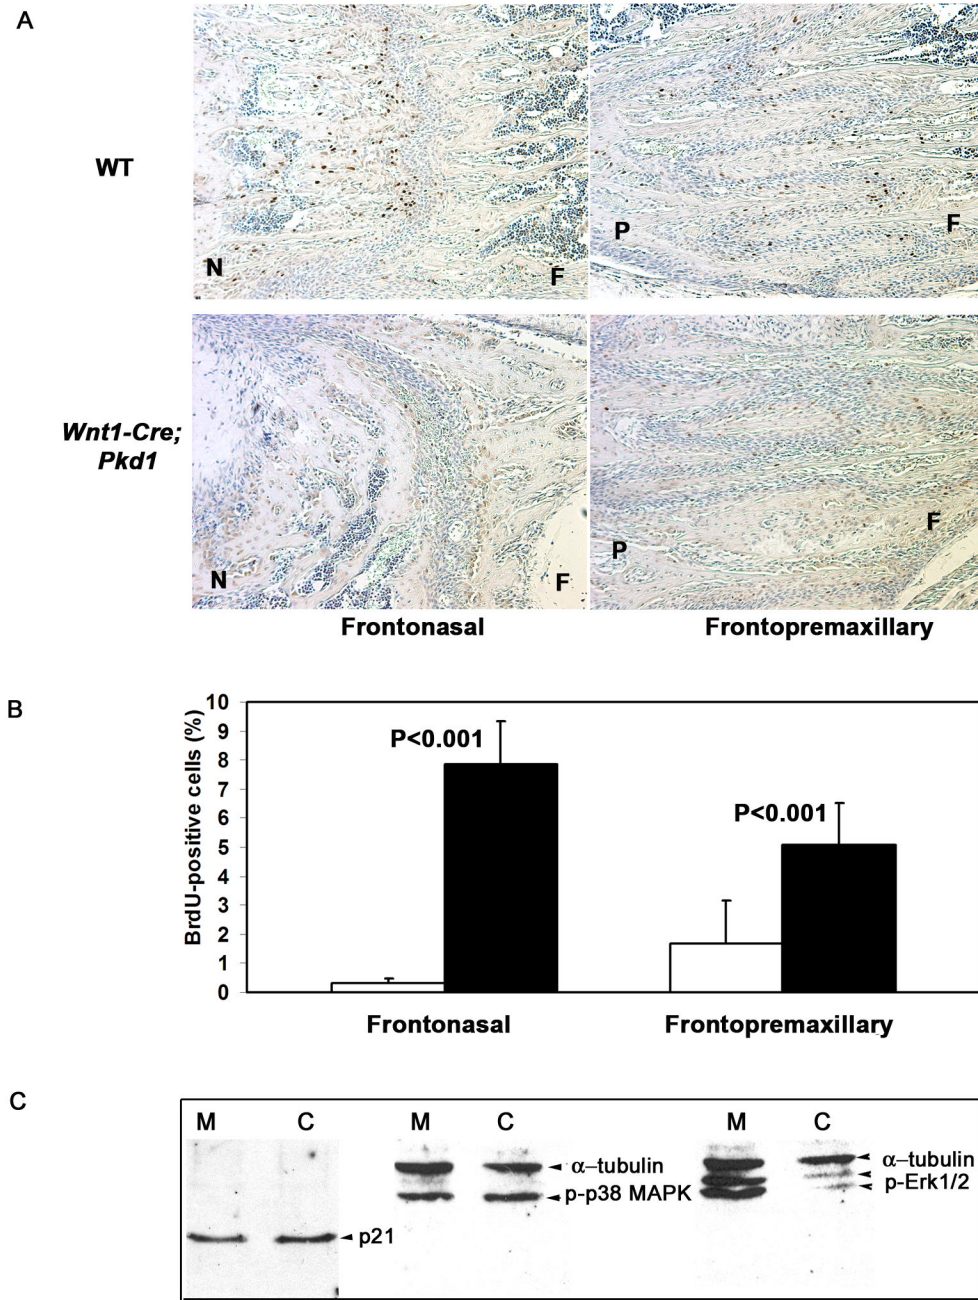 A
WT
N
F
P
F
Wnt1-Cre;
Pkd1
N
F
P
F
Frontonasal
Frontopremaxillary
B
BrdU-positive cells (%)
10
9
8
7
6
5
4
3
2
1
0
P<0.001
P<0.001
Frontonasal
Frontopremaxillary
C
M C M C M C
α-tubulin
p-p38 MAPK
α-tubulin
p-Erk1/2
p21